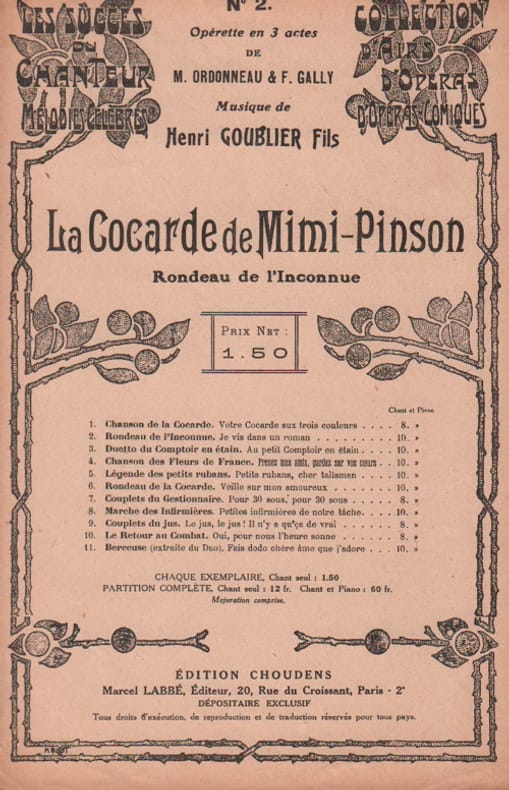 LES SUCCÈS
DU
CHANTEUR
MÉLODIES CÉLÈBRES
N° 2.
Opérette en 3 actes
DE
M. ORDONNEAU & F. GALLY
Musique de
Henri GOUBLIER Fils
COLLECTION
D'AIRS
D'OPÉRAS
D'OPÉRAS-COMIQUES
La Cocarde de Mimi-Pinson
Rondeau de l'Inconnue
PRIX NET :
1.50
Chant et Piano
1. Chanson de la Cocarde. Votre Cocarde aux trois couleurs . . . . 8. »
2. Rondeau de l'Inconnue. Je vis dans un roman . . . . . . . . . 10. »
3. Duetto du Comptoir en étain. Au petit Comptoir en étain . . . . 10. »
4. Chanson des Fleurs de France. Prenez mes amis, gardez sur vos cœurs . . 10. »
5. Légende des petits rubans. Petits rubans, cher talisman . . . . 10. »
6. Rondeau de la Cocarde. Veille sur mon amoureux . . . . . . 10. »
7. Couplets du Gestionnaire. Pour 30 sous, pour 30 sous . . . . . 8. »
8. Marche des Infirmières. Petites infirmières de notre tâche. . . . 10. »
9. Couplets du jus. Le jus, le jus ! Il n'y a qu'ça de vrai . . . . . 8. »
10. Le Retour au Combat. Oui, pour nous l'heure sonne . . . . . 8. »
11. Berceuse (extraite du Duo). Fais dodo chère âme que j'adore . . . 10. »
CHAQUE EXEMPLAIRE, Chant seul : 1.50
PARTITION COMPLÈTE, Chant seul : 12 fr. Chant et Piano : 60 fr.
Majoration comprise.
ÉDITION CHOUDENS
Marcel LABBÉ, Éditeur, 20, Rue du Croissant, Paris - 2e
DÉPOSITAIRE EXCLUSIF
Tous droits d'exécution, de reproduction et de traduction réservés pour tous pays.